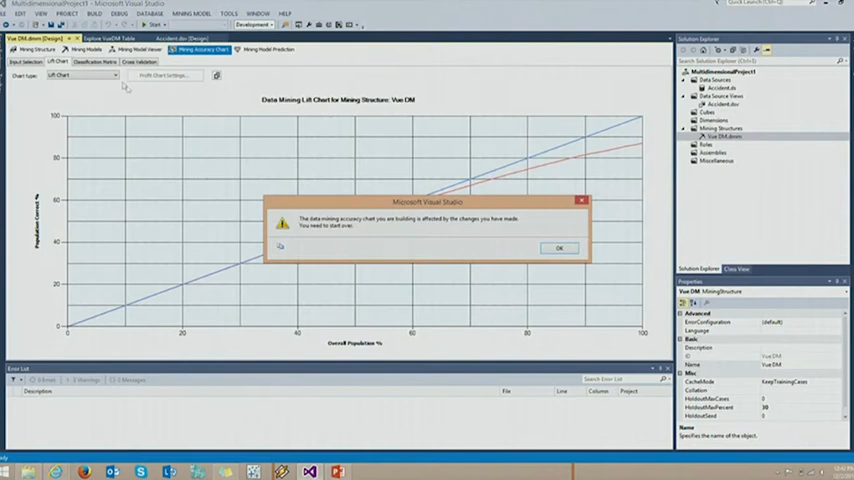 MultidimensionalProject1 - Microsoft Visual Studio
EDIT VIEW PROJECT BUILD DEBUG DATABASE MINING MODEL TOOLS WINDOW HELP
Start Development
Vue DM.dmm [Design] Explore VueDM Table Accident.dsv [Design]
Mining Structure Mining Models Mining Model Viewer Mining Accuracy Chart Mining Model Prediction
Input Selection Lift Chart Classification Matrix Cross Validation
Chart type: Lift Chart Profit Chart Settings...
Data Mining Lift Chart for Mining Structure: Vue DM
Population Correct %
100
80
60
40
20
0
0 20 40 60 80 100
Overall Population %
Microsoft Visual Studio
The data mining accuracy chart you are building is affected by the changes you have made.
You need to start over.
OK
Error List
0 Errors 0 Warnings 0 Messages
Search Error List
Description File Line Column Project
Solution Explorer
Search Solution Explorer
MultidimensionalProject1
Data Sources
Accident.ds
Data Source Views
Accident.dsv
Cubes
Dimensions
Mining Structures
Vue DM.dmm
Roles
Assemblies
Miscellaneous
Solution Explorer Class View
Properties
Vue DM MiningStructure
Advanced
ErrorConfiguration (default)
Basic
Description
ID Vue DM
Name Vue DM
Misc
CacheMode KeepTrainingCases
Collation
HoldoutMaxCases 0
HoldoutMaxPercent 30
HoldoutSeed 0
Name
Specifies the name of the object.